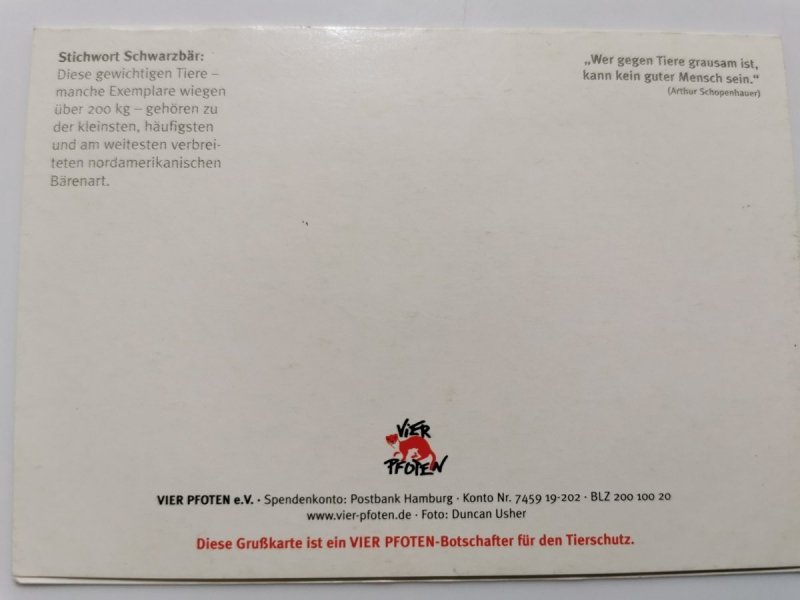 Stichwort Schwarzbär:
Diese gewichtigen Tiere –
manche Exemplare wiegen
über 200 kg – gehören zu
der kleinsten, häufigsten
und am weitesten verbrei-
teten nordamerikanischen
Bärenart.
„Wer gegen Tiere grausam ist,
kann kein guter Mensch sein.“
(Arthur Schopenhauer)
VIER
PFOTEN
VIER PFOTEN e.V. · Spendenkonto: Postbank Hamburg · Konto Nr. 7459 19-202 · BLZ 200 100 20
www.vier-pfoten.de · Foto: Duncan Usher
Diese Grußkarte ist ein VIER PFOTEN-Botschafter für den Tierschutz.